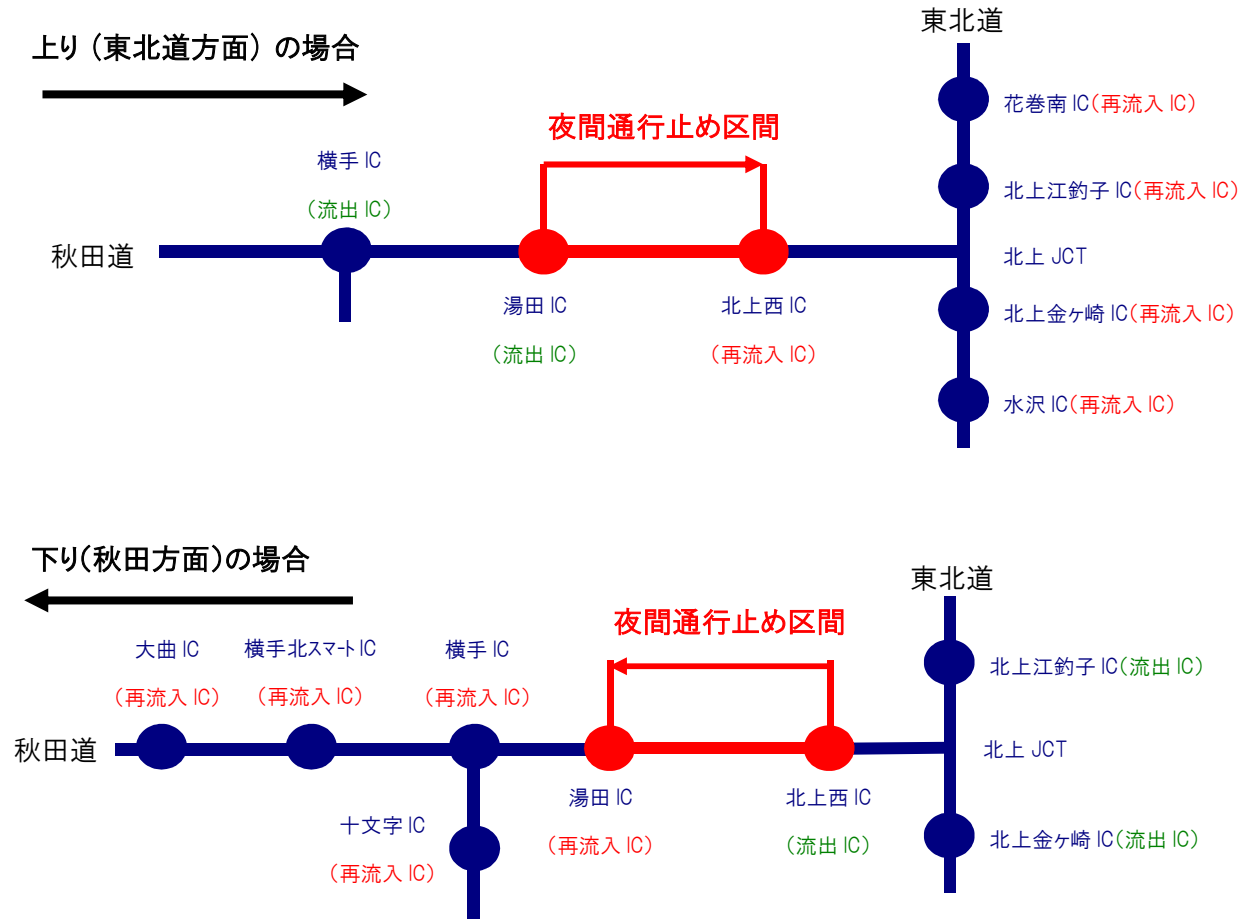 東北道
上り（東北道方面）の場合
花巻南 IC（再流入 IC）
夜間通行止め区間
横手 IC
（流出 IC）
北上江釣子 IC（再流入 IC）
秋田道
北上 JCT
湯田 IC
（流出 IC）
北上西 IC
（再流入 IC）
北上金ヶ崎 IC（再流入 IC）
水沢 IC（再流入 IC）
下り（秋田方面）の場合
東北道
夜間通行止め区間
大曲 IC
（再流入 IC）
横手北スマート IC
（再流入 IC）
横手 IC
（再流入 IC）
北上江釣子 IC（流出 IC）
秋田道
北上 JCT
湯田 IC
（再流入 IC）
北上西 IC
（流出 IC）
十文字 IC
（再流入 IC）
北上金ヶ崎 IC（流出 IC）